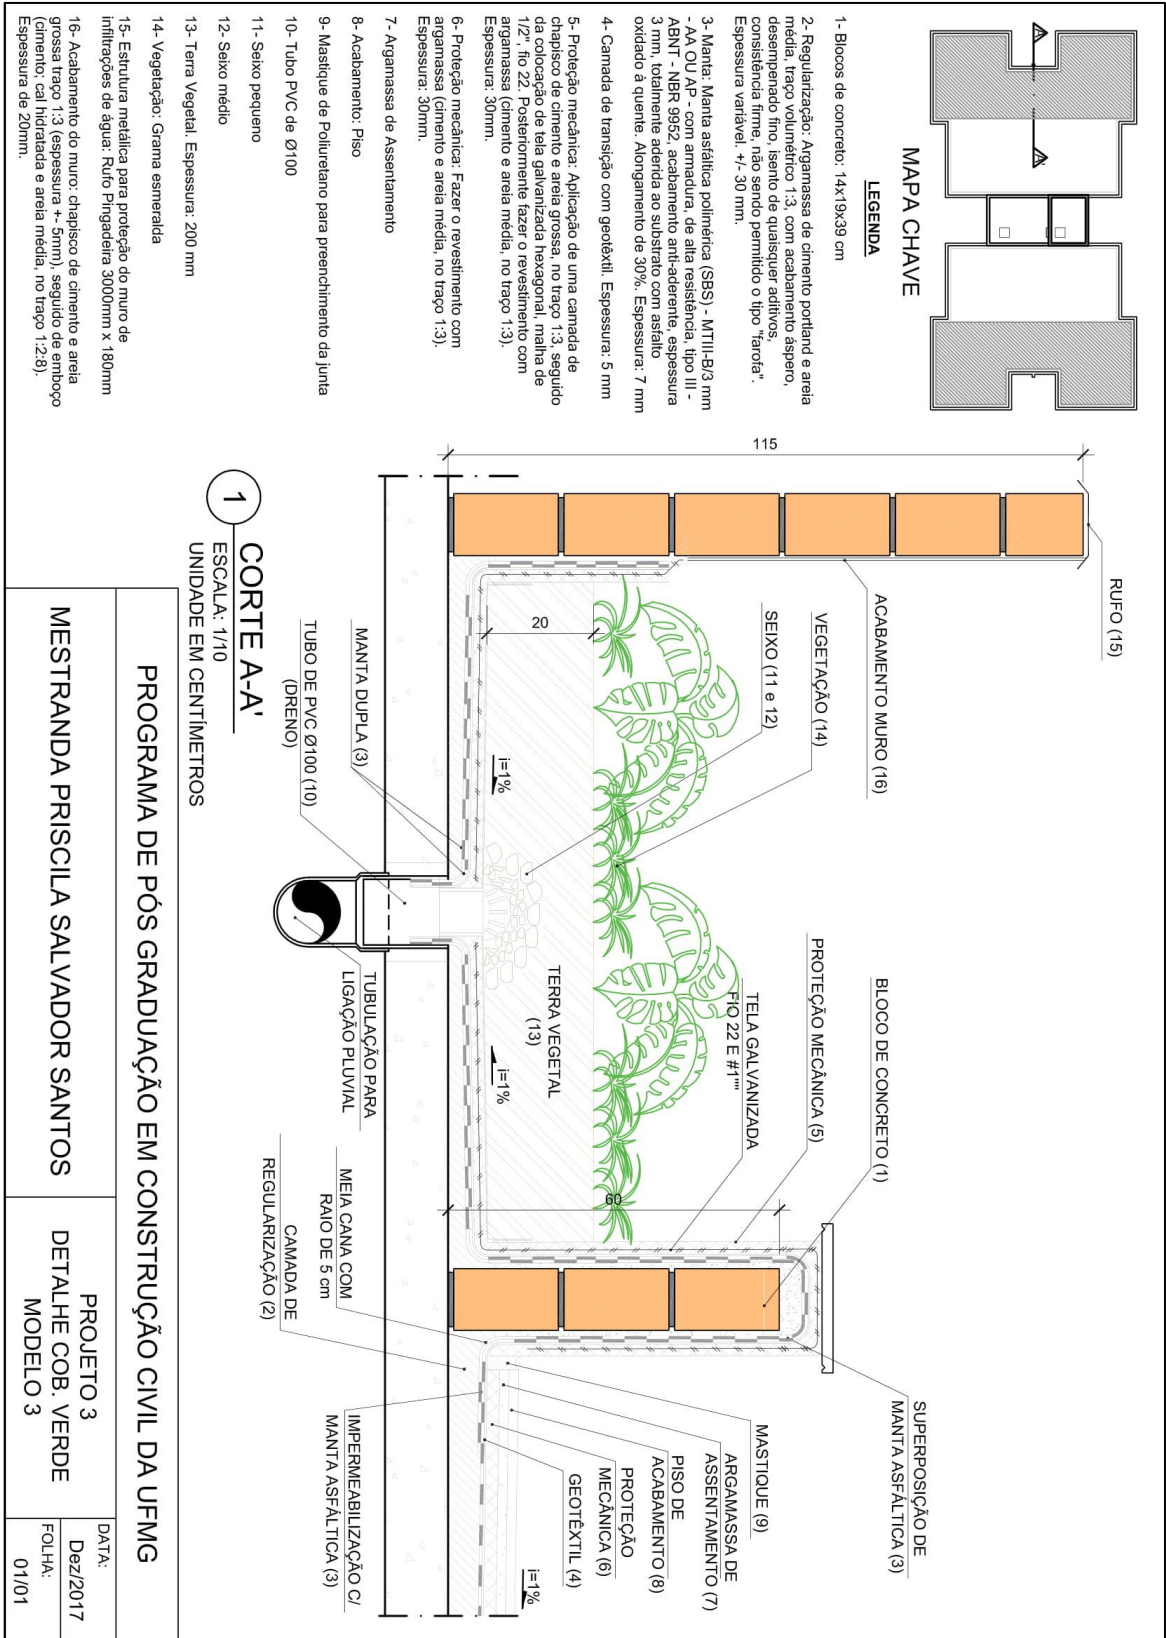 MAPA CHAVE
LEGENDA
1- Blocos de concreto: 14x19x39 cm
2- Regularização: Argamassa de cimento portland e areia
média, traço volumétrico 1:3, com acabamento áspero,
desempenado fino, isento de quaisquer aditivos,
consistência firme, não sendo permitido o tipo "farofa".
Espessura variável. +/- 30 mm.
3- Manta: Manta asfáltica polimérica (SBS) - MTIII-B/3 mm
- AA OU AP - com armadura, de alta resistência, tipo III -
ABNT - NBR 9952, acabamento anti-aderente, espessura
3 mm, totalmente aderida ao substrato com asfalto
oxidado à quente. Alongamento de 30%. Espessura: 7 mm
4- Camada de transição com geotêxtil. Espessura: 5 mm
5- Proteção mecânica: Aplicação de uma camada de
chapisco de cimento e areia grossa, no traço 1:3, seguido
da colocação de tela galvanizada hexagonal, malha de
1/2", fio 22. Posteriormente fazer o revestimento com
argamassa (cimento e areia média, no traço 1:3).
Espessura: 30mm.
6- Proteção mecânica: Fazer o revestimento com
argamassa (cimento e areia média, no traço 1:3).
Espessura: 30mm.
7- Argamassa de Assentamento
8- Acabamento: Piso
9- Mastique de Poliuretano para preenchimento da junta
10- Tubo PVC de Ø100
11- Seixo pequeno
12- Seixo médio
13- Terra Vegetal. Espessura: 200 mm
14- Vegetação: Grama esmeralda
15- Estrutura metálica para proteção do muro de
infiltrações de água: Rufo Pingadeira 3000mm x 180mm
16- Acabamento do muro: chapisco de cimento e areia
grossa traço 1:3 (espessura +- 5mm), seguido de emboço
(cimento; cal hidratada e areia média, no traço 1:2:8).
Espessura de 20mm.
115
RUFO (15)
ACABAMENTO MURO (16)
VEGETAÇÃO (14)
SEIXO (11 e 12)
20
i=1%
MANTA DUPLA (3)
TUBO DE PVC Ø100 (10)
(DRENO)
PROTEÇÃO MECÂNICA (5)
BLOCO DE CONCRETO (1)
TELA GALVANIZADA
FIO 22 E #1""
TERRA VEGETAL
(13)
i=1%
60
TUBULAÇÃO PARA
LIGAÇÃO PLUVIAL
MEIA CANA COM
RAIO DE 5 cm
CAMADA DE
REGULARIZAÇÃO (2)
SUPERPOSIÇÃO DE
MANTA ASFÁLTICA (3)
MASTIQUE (9)
ARGAMASSA DE
ASSENTAMENTO (7)
PISO DE
ACABAMENTO (8)
PROTEÇÃO
MECÂNICA (6)
GEOTÊXTIL (4)
IMPERMEABILIZAÇÃO C/
MANTA ASFÁLTICA (3)
i=1%
1
CORTE A-A'
ESCALA: 1/10
UNIDADE EM CENTÍMETROS
PROGRAMA DE PÓS GRADUAÇÃO EM CONSTRUÇÃO CIVIL DA UFMG
MESTRANDA PRISCILA SALVADOR SANTOS
PROJETO 3
DETALHE COB. VERDE
MODELO 3
DATA:
Dez/2017
FOLHA:
01/01